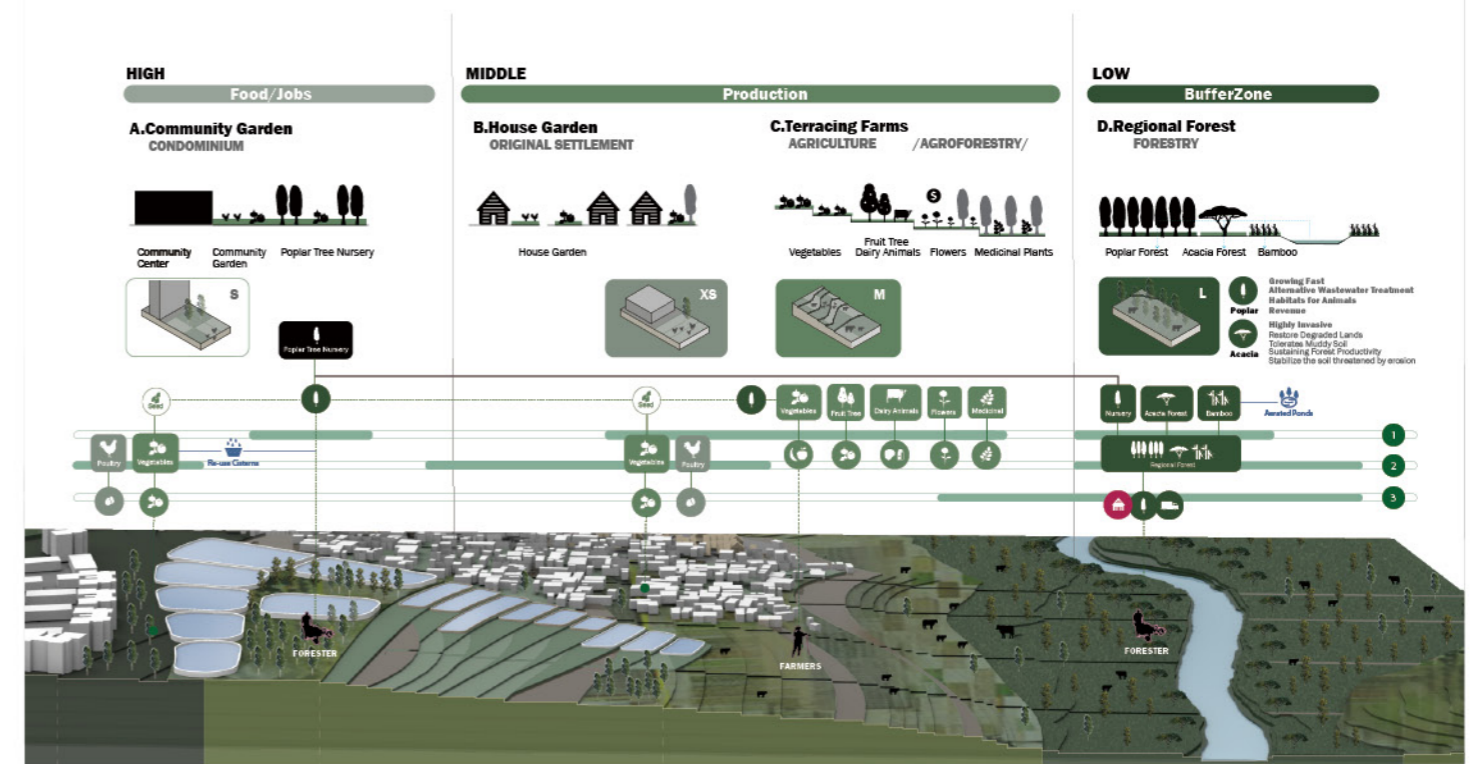 HIGH
Food/Jobs
A.Community Garden
CONDOMINIUM
Community
Center
Community
Garden
Poplar Tree Nursery
S
Poplar Tree Nursery
MIDDLE
Production
B.House Garden
ORIGINAL SETTLEMENT
House Garden
XS
C.Terracing Farms
AGRICULTURE /AGROFORESTRY/
S
Vegetables
Fruit Tree
Dairy Animals
Flowers
Medicinal Plants
M
LOW
BufferZone
D.Regional Forest
FORESTRY
Poplar Forest
Acacia Forest
Bamboo
L
Poplar
Growing Fast
Alternative Wastewater Treatment
Habitats for Animals
Revenue
Acacia
Highly Invasive
Restore Degraded Lands
Tolerates Muddy Soil
Sustaining Forest Productivity
Stabilize the soil threatened by erosion
Seed
Seed
Vegetables
Fruit Tree
Dairy Animals
Flowers
Medicinal
Nursery
Acacia Forest
Bamboo
Aerated Ponds
1
Poultry
Vegetables
Re-use Cisterns
Vegetables
Poultry
Regional Forest
2
3
FORESTER
FARMERS
FORESTER